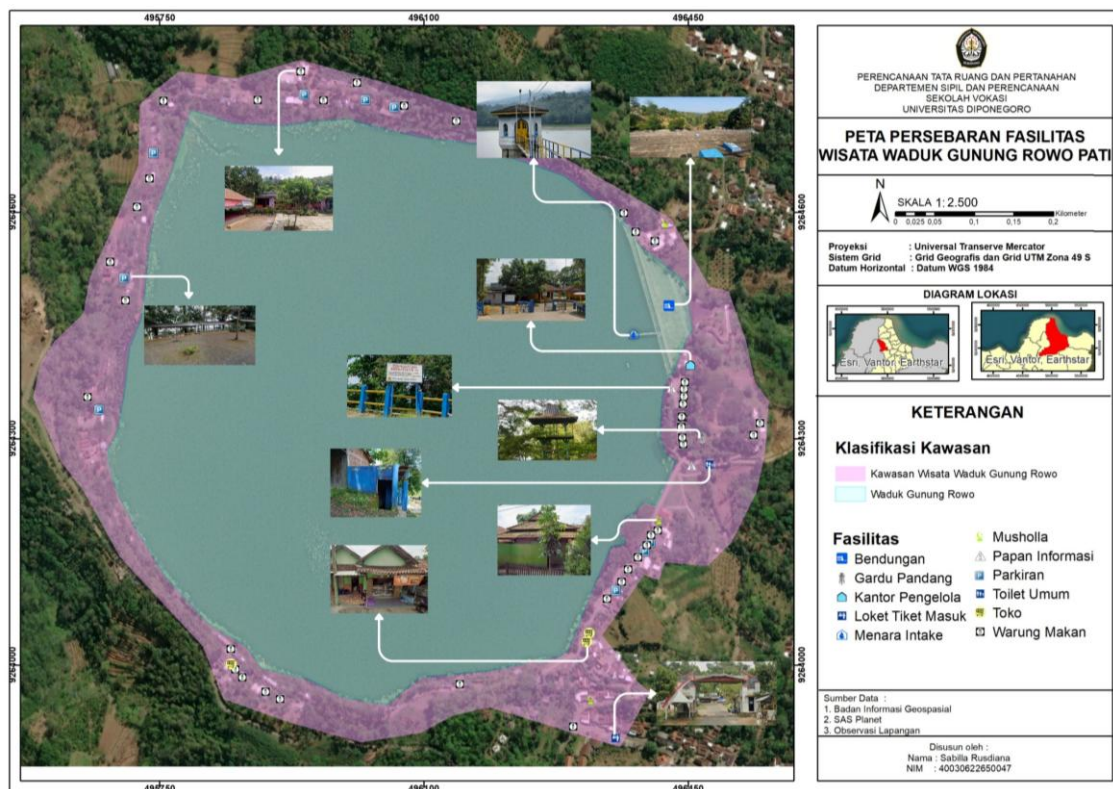 495750
496100
496450
9264600
9264300
9264000
495750
496100
496450
9264600
9264300
9264000
PERENCANAAN TATA RUANG DAN PERTANAHAN
DEPARTEMEN SIPIL DAN PERENCANAAN
SEKOLAH VOKASI
UNIVERSITAS DIPONEGORO
PETA PERSEBARAN FASILITAS
WISATA WADUK GUNUNG ROWO PATI
N
SKALA 1: 2.500
Kilometer
0 0,025 0,05 0,1 0,15 0,2
Proyeksi : Universal Transerve Mercator
Sistem Grid : Grid Geografis dan Grid UTM Zona 49 S
Datum Horizontal : Datum WGS 1984
DIAGRAM LOKASI
Esri, Vantor, Earthstar
Esri, Vantor, Earthstar
KETERANGAN
Klasifikasi Kawasan
Kawasan Wisata Waduk Gunung Rowo
Waduk Gunung Rowo
Fasilitas
Bendungan
Gardu Pandang
Kantor Pengelola
Loket Tiket Masuk
Menara Intake
Musholla
Papan Informasi
Parkiran
Toilet Umum
Toko
Warung Makan
Sumber Data :
1. Badan Informasi Geospasial
2. SAS Planet
3. Observasi Lapangan
Disusun oleh :
Nama : Sabilla Rusdiana
NIM : 40030622650047